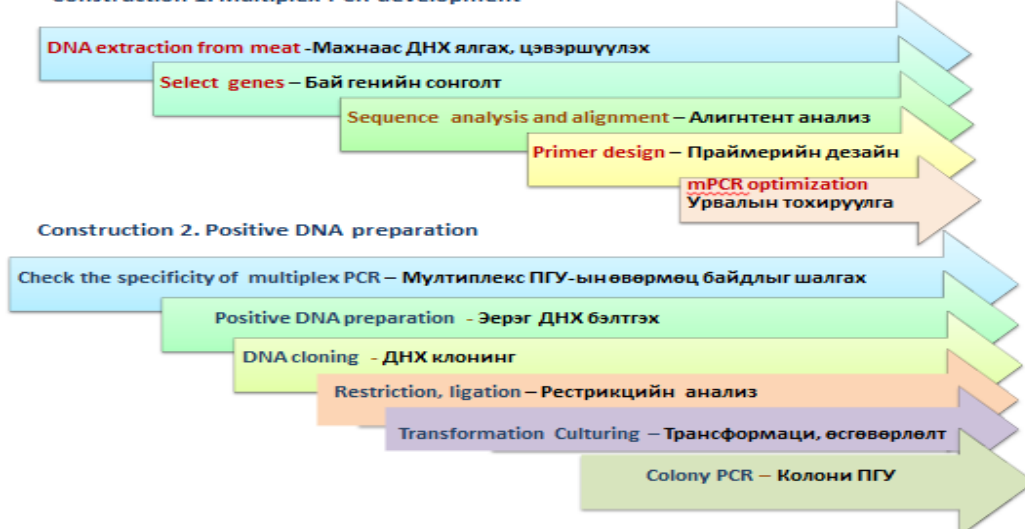 DNA extraction from meat -Махнаас ДНХ ялгах, цэвэршүүлэх
Select genes – Бай генийн сонголт
Sequence analysis and alignment – Алигнтент анализ
Primer design – Праймерийн дезайн
mPCR optimization
Урвалын тохируулга
Construction 2. Positive DNA preparation
Check the specificity of multiplex PCR – Мултиплекс ПГУ-ын өвөрмөц байдлыг шалгах
Positive DNA preparation - Эерэг ДНХ бэлтгэх
DNA cloning - ДНХ клонинг
Restriction, ligation – Рестрикцийн анализ
Transformation Culturing – Трансформаци, өсгөвөрлөлт
Colony PCR – Колони ПГУ